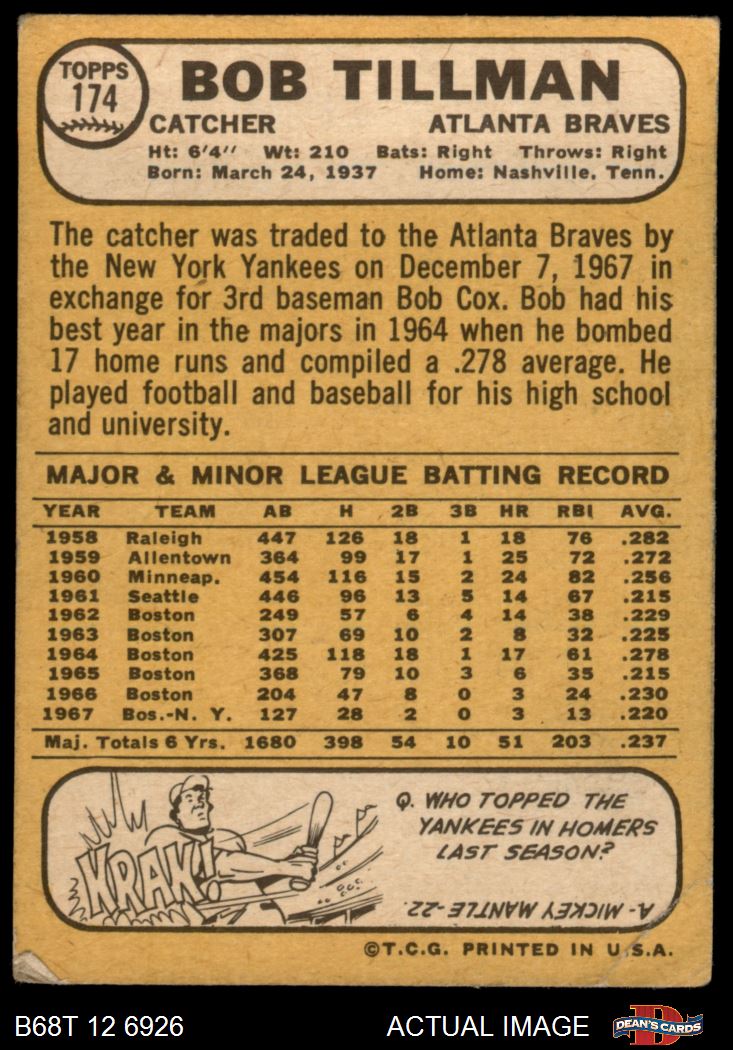 TOPPS
174
BOB TILLMAN
CATCHER ATLANTA BRAVES
Ht: 6'4'' Wt: 210 Bats: Right Throws: Right
Born: March 24, 1937 Home: Nashville, Tenn.
The catcher was traded to the Atlanta Braves by
the New York Yankees on December 7, 1967 in
exchange for 3rd baseman Bob Cox. Bob had his
best year in the majors in 1964 when he bombed
17 home runs and compiled a .278 average. He
played football and baseball for his high school
and university.
MAJOR & MINOR LEAGUE BATTING RECORD
YEAR TEAM AB H 2B 3B HR RBI AVG.
1958 Raleigh 447 126 18 1 18 76 .282
1959 Allentown 364 99 17 1 25 72 .272
1960 Minneap. 454 116 15 2 24 82 .256
1961 Seattle 446 96 13 5 14 67 .215
1962 Boston 249 57 6 4 14 38 .229
1963 Boston 307 69 10 2 8 32 .225
1964 Boston 425 118 18 1 17 61 .278
1965 Boston 368 79 10 3 6 35 .215
1966 Boston 204 47 8 0 3 24 .230
1967 Bos.-N. Y. 127 28 2 0 3 13 .220
Maj. Totals 6 Yrs. 1680 398 54 10 51 203 .237
KRAK!
Q. WHO TOPPED THE
YANKEES IN HOMERS
LAST SEASON?
A- MICKEY MANTLE-22.
©T.C.G. PRINTED IN U.S.A.
B68T 12 6926 ACTUAL IMAGE DEAN'S CARDS